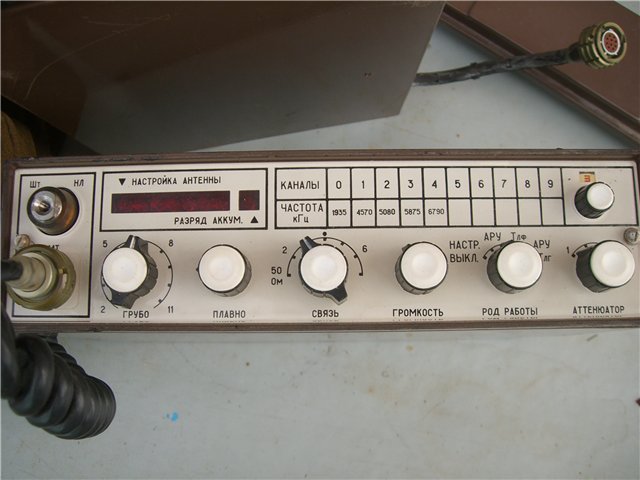 ШТ НЛ
▼ НАСТРОЙКА АНТЕННЫ
РАЗРЯД АККУМ. ▲
КАНАЛЫ 0 1 2 3 4 5 6 7 8 9
ЧАСТОТА кГц 1935 4570 5080 5875 6790
5 8
2 11
ГРУБО
ПЛАВНО
2 6
50 ОМ
СВЯЗЬ
ГРОМКОСТЬ
НАСТР. АРУ Тлф АРУ
ВЫКЛ. Тлг
РОД РАБОТЫ
1
АТТЕНЮАТОР